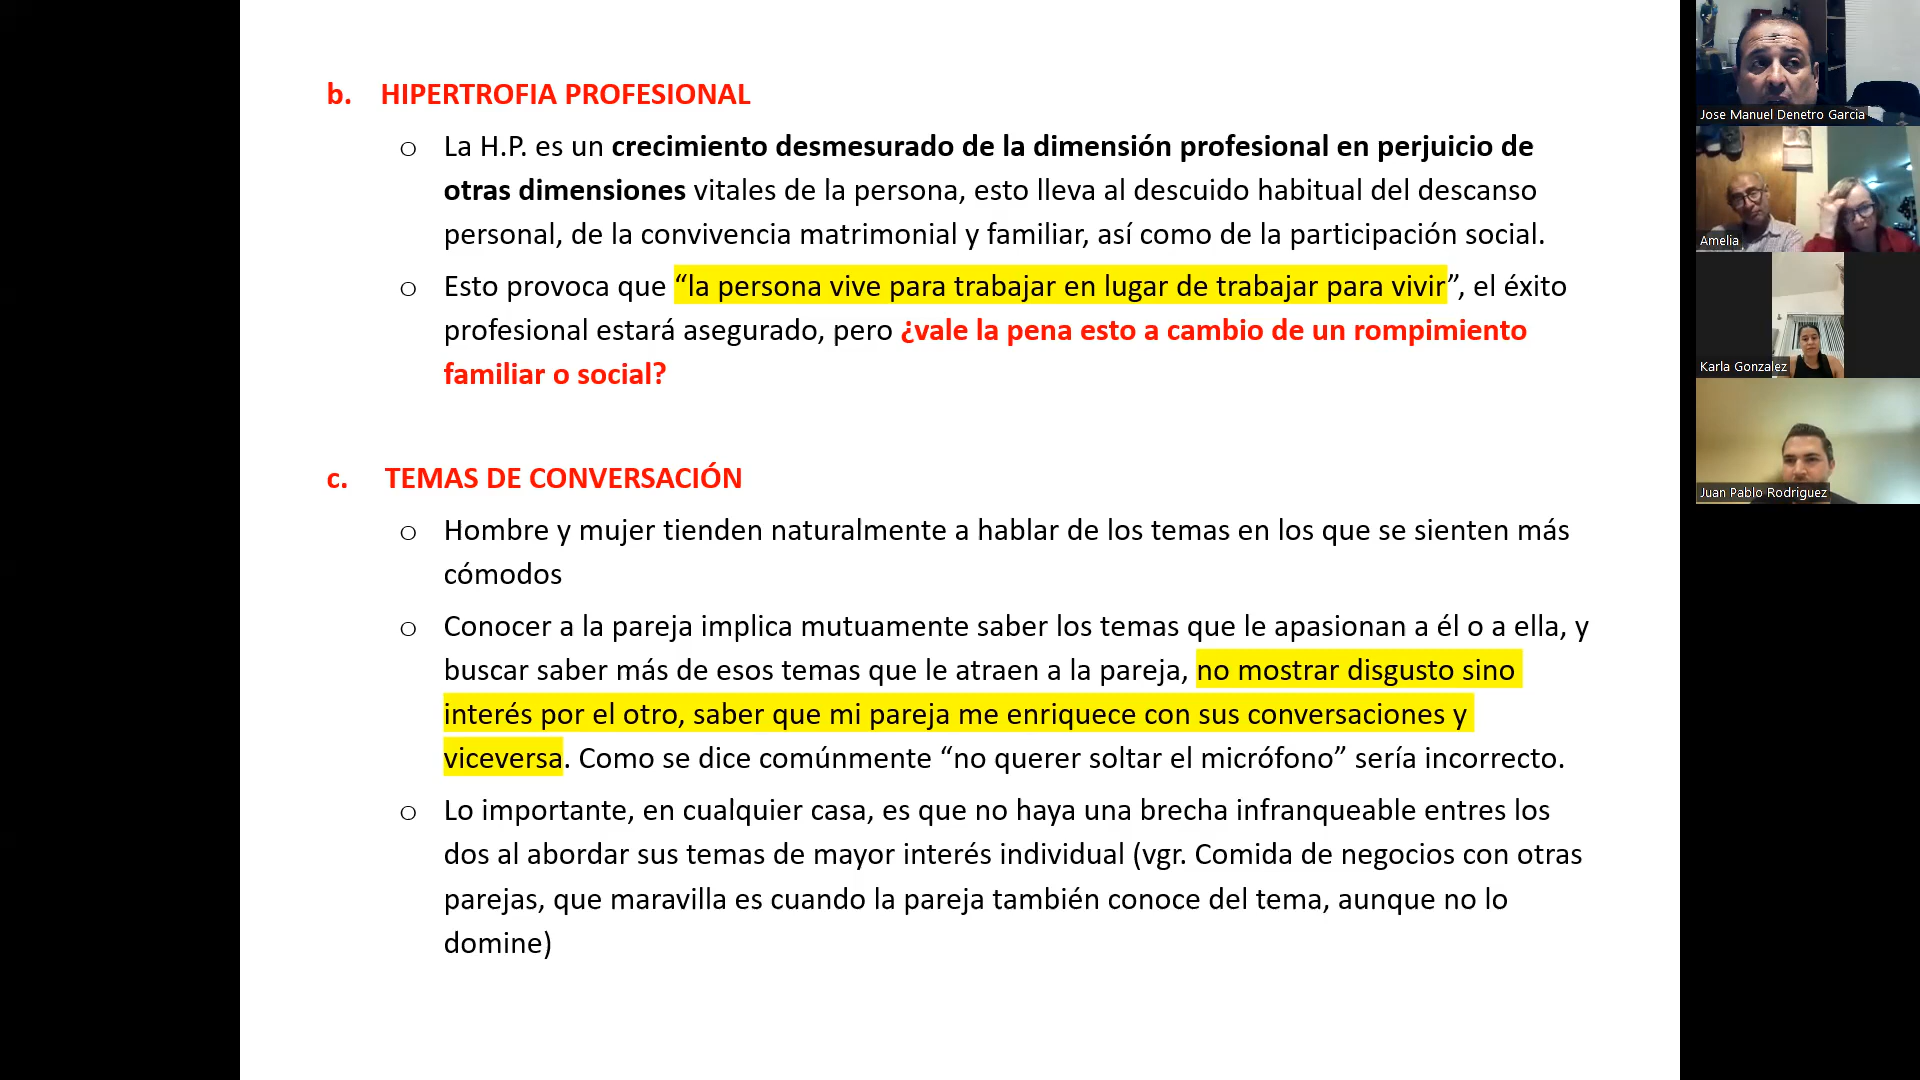 b. HIPERTROFIA PROFESIONAL
o La H.P. es un crecimiento desmesurado de la dimensión profesional en perjuicio de
otras dimensiones vitales de la persona, esto lleva al descuido habitual del descanso
personal, de la convivencia matrimonial y familiar, así como de la participación social.
o Esto provoca que “la persona vive para trabajar en lugar de trabajar para vivir”, el éxito
profesional estará asegurado, pero ¿vale la pena esto a cambio de un rompimiento
familiar o social?
c. TEMAS DE CONVERSACIÓN
o Hombre y mujer tienden naturalmente a hablar de los temas en los que se sienten más
cómodos
o Conocer a la pareja implica mutuamente saber los temas que le apasionan a él o a ella, y
buscar saber más de esos temas que le atraen a la pareja, no mostrar disgusto sino
interés por el otro, saber que mi pareja me enriquece con sus conversaciones y
viceversa. Como se dice comúnmente “no querer soltar el micrófono” sería incorrecto.
o Lo importante, en cualquier casa, es que no haya una brecha infranqueable entres los
dos al abordar sus temas de mayor interés individual (vgr. Comida de negocios con otras
parejas, que maravilla es cuando la pareja también conoce del tema, aunque no lo
domine)
Jose Manuel Denetro Garcia
Amelia
Karla Gonzalez
Juan Pablo Rodriguez